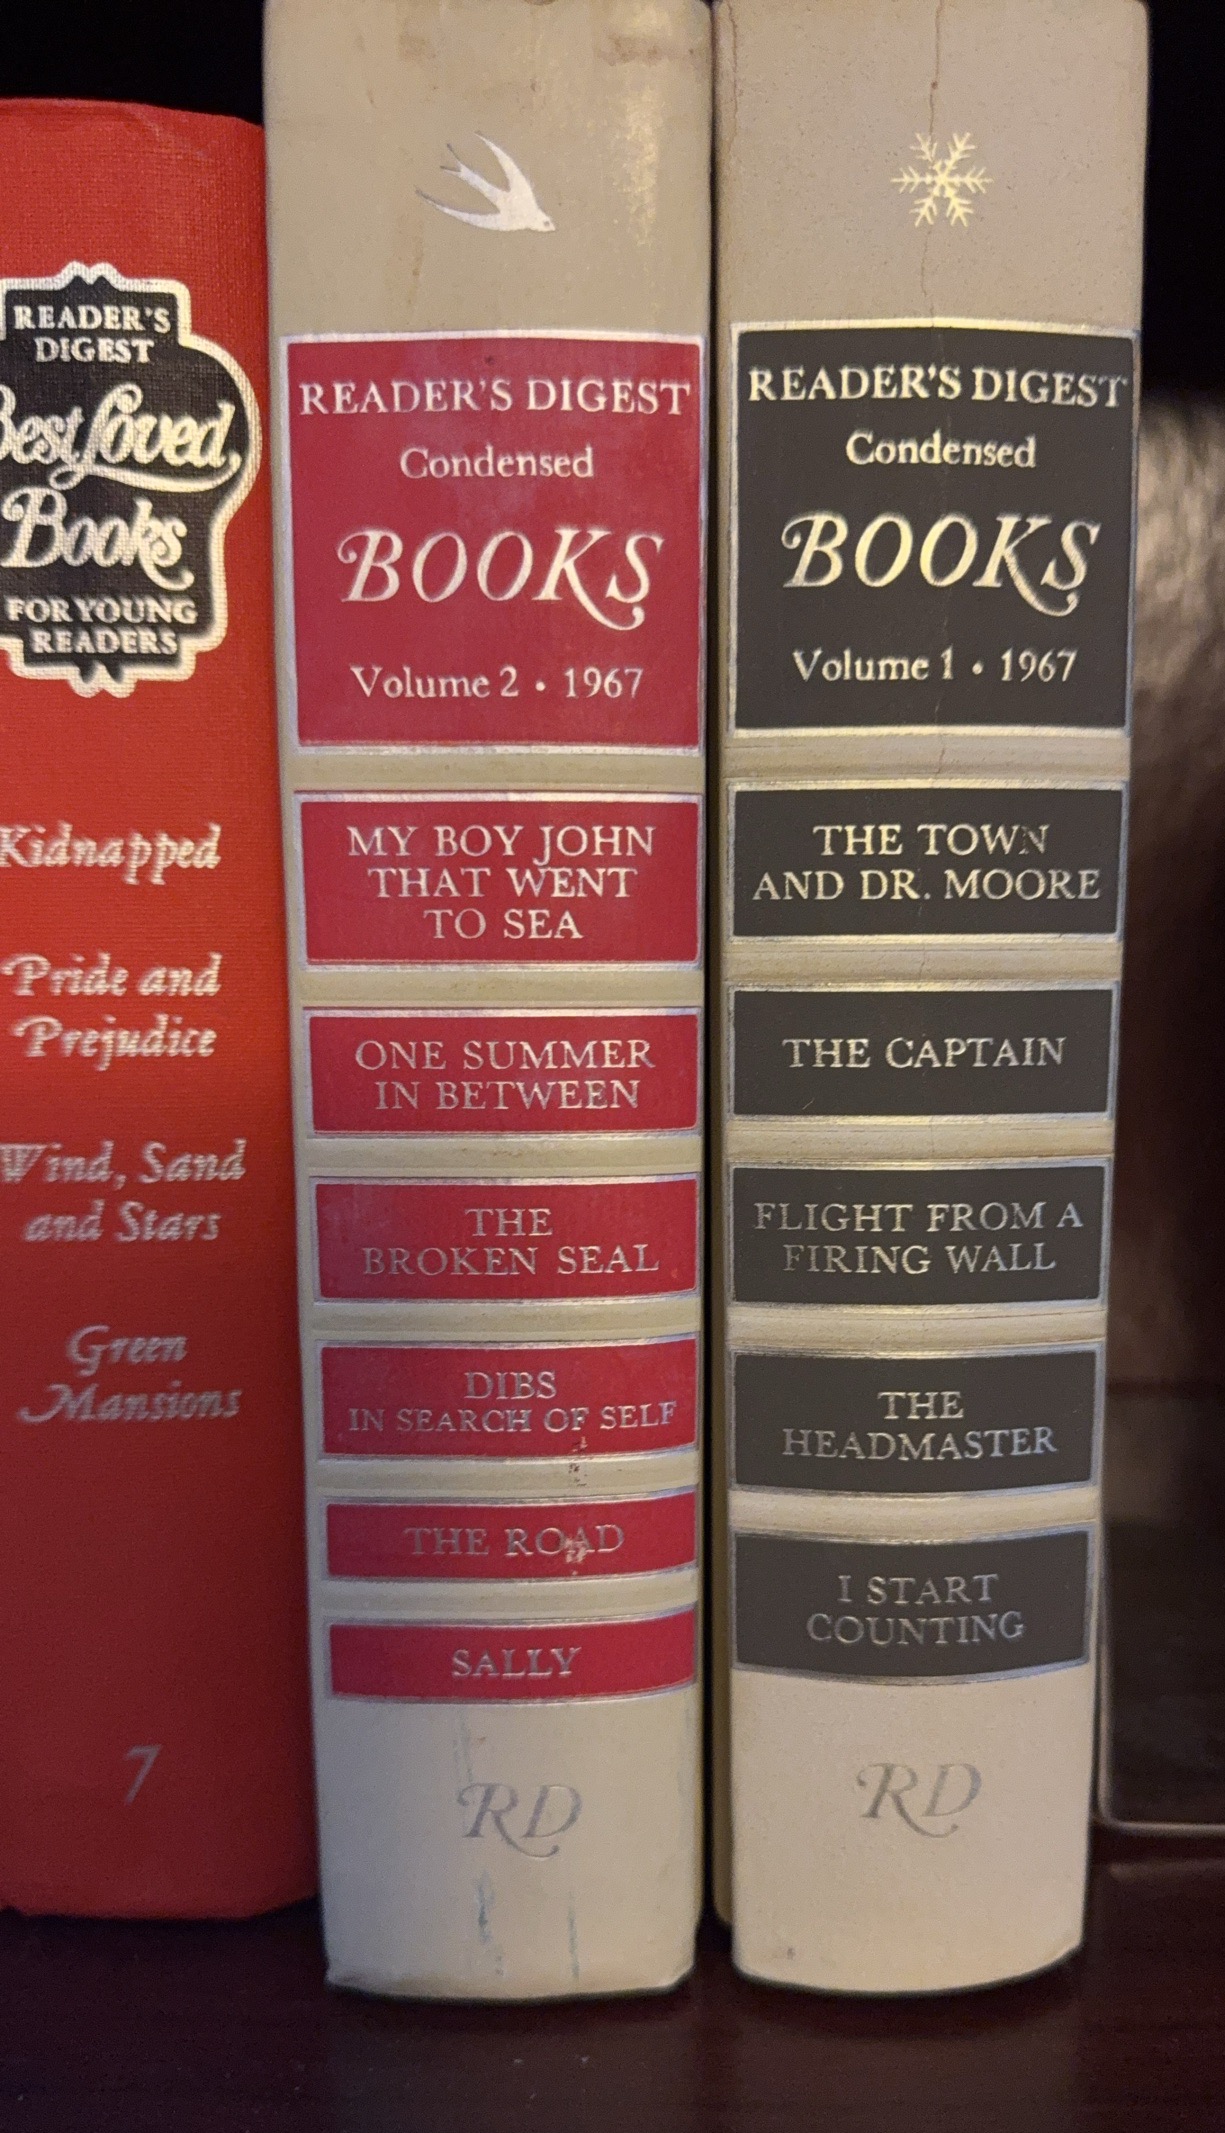 READER'S
DIGEST
Best Loved
Books
FOR YOUNG
READERS
Kidnapped
Pride and
Prejudice
Wind, Sand
and Stars
Green
Mansions
7
READER'S DIGEST
Condensed
BOOKS
Volume 2 • 1967
MY BOY JOHN
THAT WENT
TO SEA
ONE SUMMER
IN BETWEEN
THE
BROKEN SEAL
DIBS
IN SEARCH OF SELF
THE ROAD
SALLY
RD
READER'S DIGEST
Condensed
BOOKS
Volume 1 • 1967
THE TOWN
AND DR. MOORE
THE CAPTAIN
FLIGHT FROM A
FIRING WALL
THE
HEADMASTER
I START
COUNTING
RD